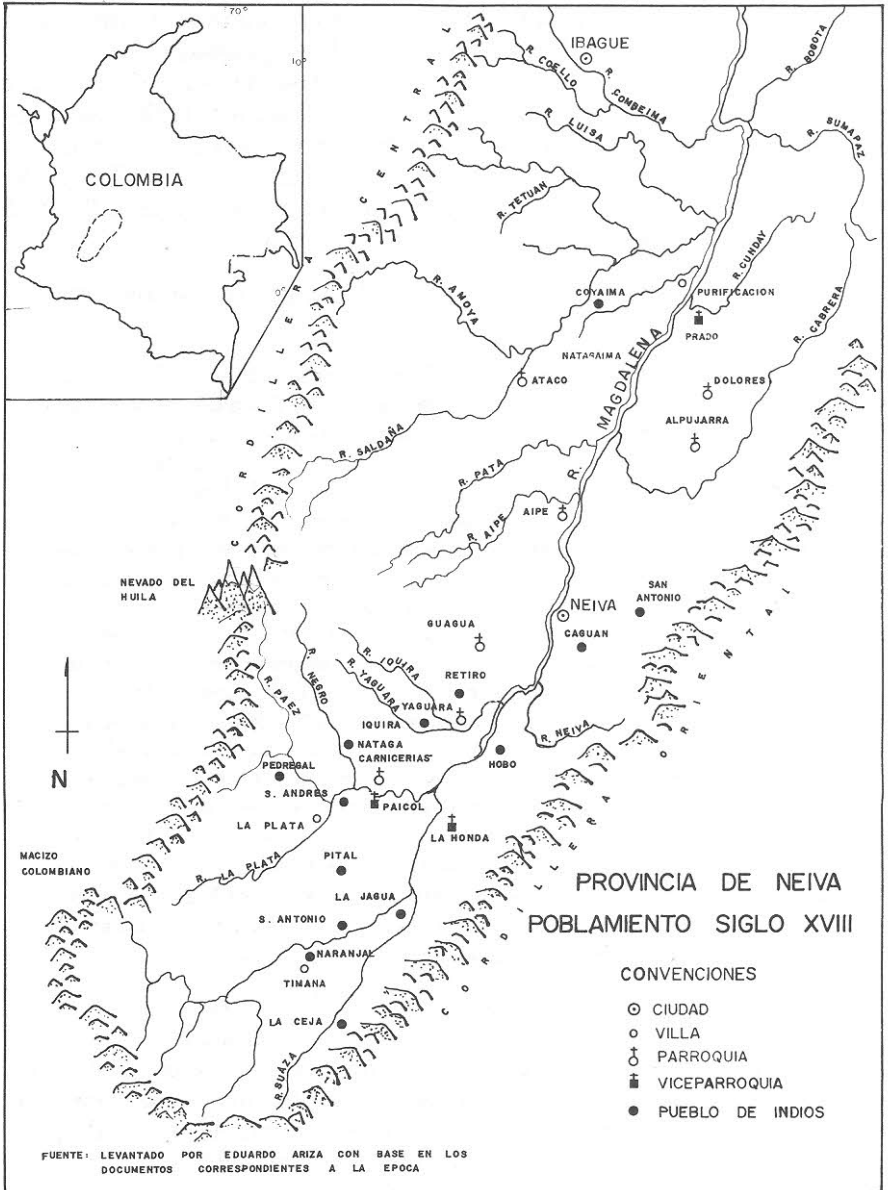 70°
10°
0°
COLOMBIA
IBAGUE
R. COELLO
R. COMBEIMA
R. BOGOTA
R. LUISA
R. SUMAPAZ
R. TETUAN
CORDILLERA CENTRAL
R. AMOYA
COYAIMA
PURIFICACION
R. CUNDAY
PRADO
R. CABRERA
NATAGAIMA
R. MAGDALENA
ATACO
DOLORES
ALPUJARRA
R. SALDAÑA
R. PATA
R. AIPE
AIPE
NEVADO DEL
HUILA
SAN
ANTONIO
NEIVA
CAGUAN
GUAGUA
R. IQUIRA
R. YAGUARA
R. NEGRO
R. PAEZ
RETIRO
YAGUARA
IQUIRA
R. NEIVA
HOBO
NATAGA
CARNICERIAS
PEDREGAL
S. ANDRES
PAICOL
LA PLATA
LA HONDA
N
MACIZO
COLOMBIANO
R. LA PLATA
PITAL
LA JAGUA
S. ANTONIO
NARANJAL
TIMANA
LA CEJA
R. SUAZA
CORDILLERA ORIENTAL
PROVINCIA DE NEIVA
POBLAMIENTO SIGLO XVIII
CONVENCIONES
CIUDAD
VILLA
PARROQUIA
VICEPARROQUIA
PUEBLO DE INDIOS
FUENTE: LEVANTADO POR EDUARDO ARIZA CON BASE EN LOS
DOCUMENTOS CORRESPONDIENTES A LA EPOCA